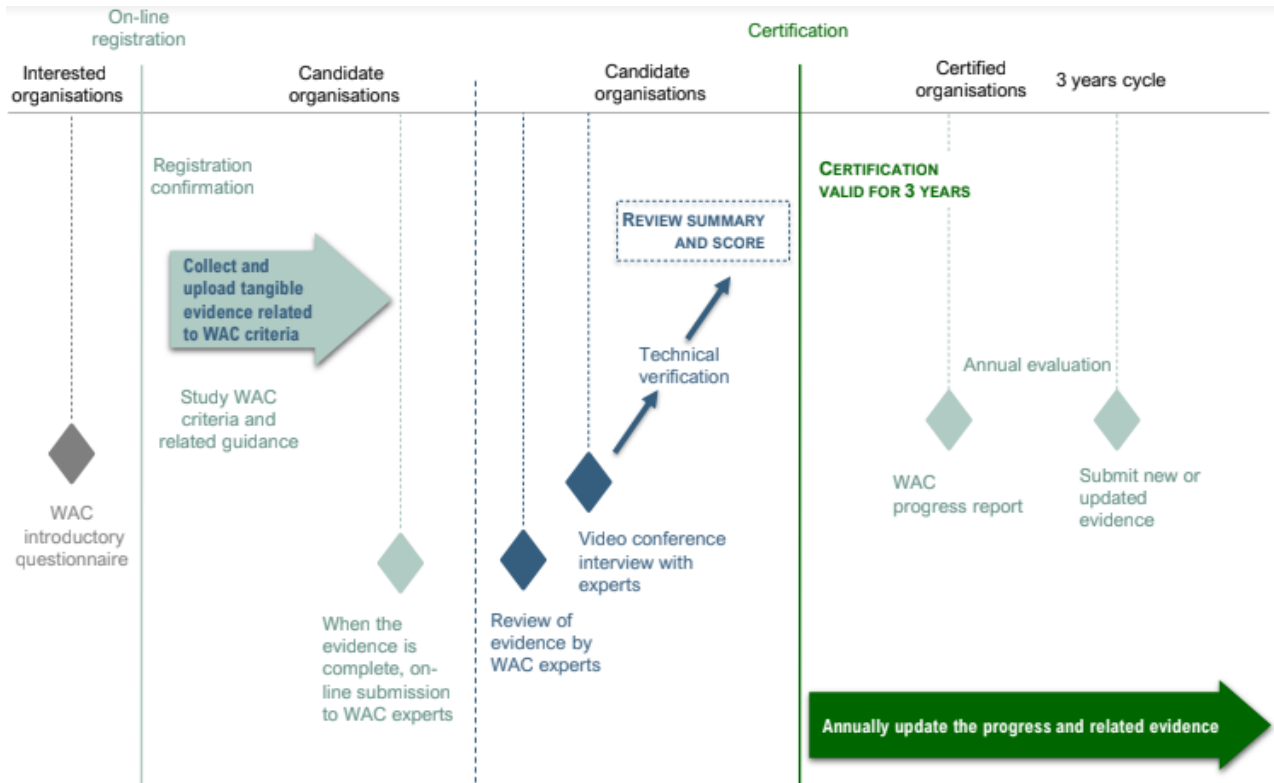 On-line
registration
Certification
Interested
organisations
Candidate
organisations
Candidate
organisations
Certified
organisations
3 years cycle
Registration
confirmation
CERTIFICATION
VALID FOR 3 YEARS
REVIEW SUMMARY
AND SCORE
Collect and
upload tangible
evidence related
to WAC criteria
Technical
verification
Annual evaluation
Study WAC
criteria and
related guidance
WAC
introductory
questionnaire
WAC
progress report
Submit new or
updated
evidence
Video conference
interview with
experts
When the
evidence is
complete, on-
line submission
to WAC experts
Review of
evidence by
WAC experts
Annually update the progress and related evidence